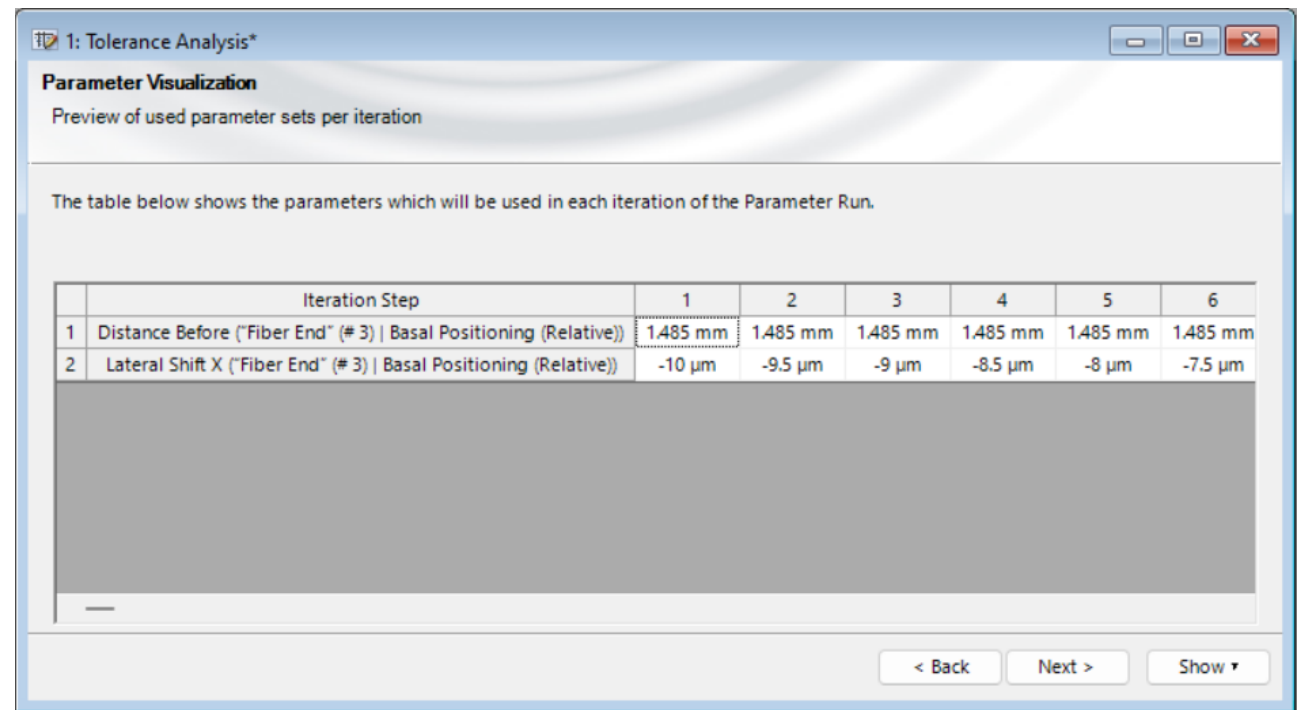 1: Tolerance Analysis*
Parameter Visualization
Preview of used parameter sets per iteration
The table below shows the parameters which will be used in each iteration of the Parameter Run.
Iteration Step 1 2 3 4 5 6
1 Distance Before ("Fiber End" (# 3) | Basal Positioning (Relative)) 1.485 mm 1.485 mm 1.485 mm 1.485 mm 1.485 mm 1.485 mm
2 Lateral Shift X ("Fiber End" (# 3) | Basal Positioning (Relative)) -10 µm -9.5 µm -9 µm -8.5 µm -8 µm -7.5 µm
< Back Next > Show ▾